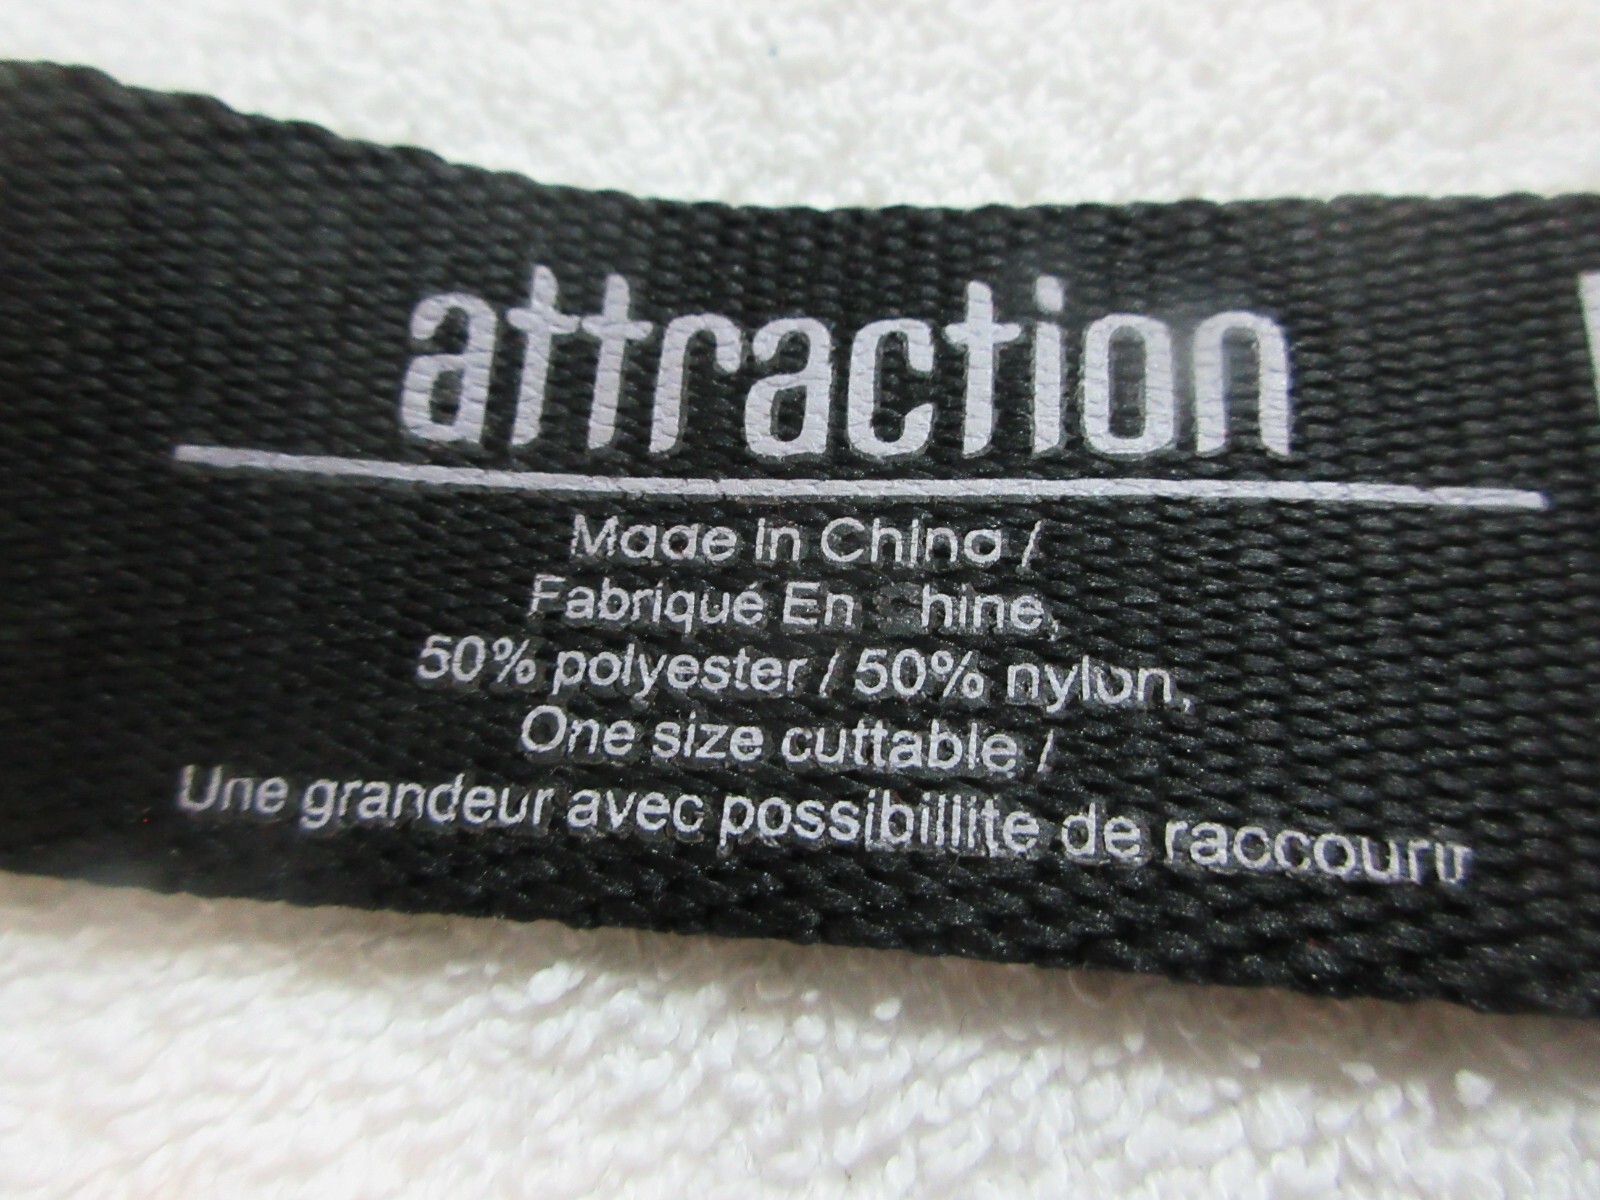 attraction
Made In China /
Fabriqué En Chine,
50% polyester / 50% nylon,
One size cuttable /
Une grandeur avec possibillite de raccourir